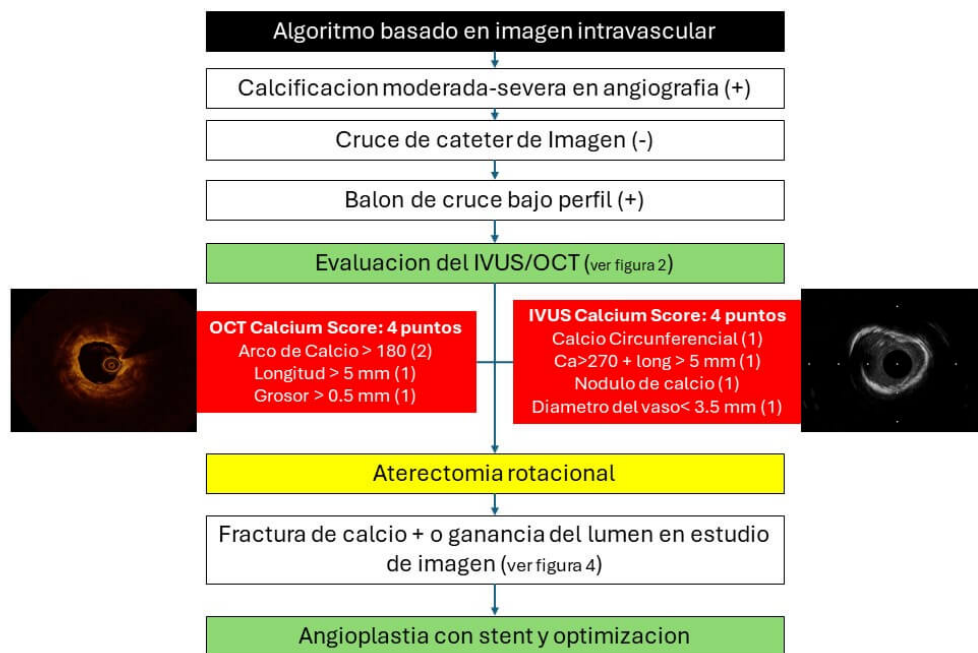 Algoritmo basado en imagen intravascular
Calcificacion moderada-severa en angiografia (+)
Cruce de cateter de Imagen (-)
Balon de cruce bajo perfil (+)
Evaluacion del IVUS/OCT (ver figura 2)
OCT Calcium Score: 4 puntos
Arco de Calcio > 180 (2)
Longitud > 5 mm (1)
Grosor > 0.5 mm (1)
IVUS Calcium Score: 4 puntos
Calcio Circunferencial (1)
Ca>270 + long > 5 mm (1)
Nodulo de calcio (1)
Diametro del vaso< 3.5 mm (1)
Aterectomia rotacional
Fractura de calcio + o ganancia del lumen en estudio
de imagen (ver figura 4)
Angioplastia con stent y optimizacion